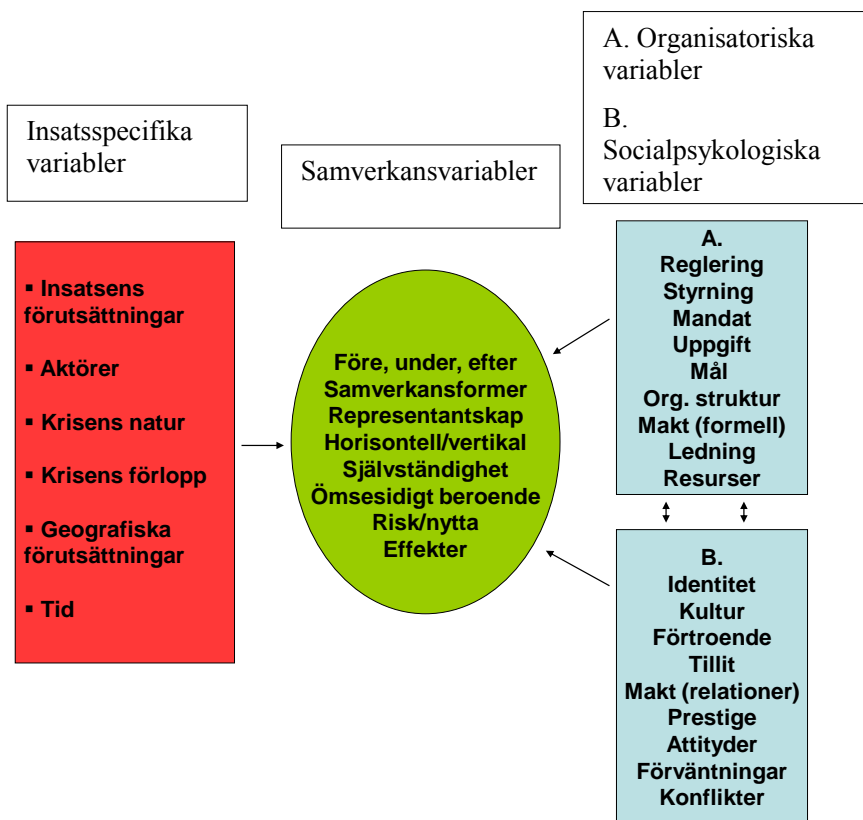 Insatsspecifika
variabler
Samverkansvariabler
A. Organisatoriska
variabler
B.
Socialpsykologiska
variabler
▪ Insatsens
förutsättningar
▪ Aktörer
▪ Krisens natur
▪ Krisens förlopp
▪ Geografiska
förutsättningar
▪ Tid
Före, under, efter
Samverkansformer
Representantskap
Horisontell/vertikal
Självständighet
Ömsesidigt beroende
Risk/nytta
Effekter
A.
Reglering
Styrning
Mandat
Uppgift
Mål
Org. struktur
Makt (formell)
Ledning
Resurser
B.
Identitet
Kultur
Förtroende
Tillit
Makt (relationer)
Prestige
Attityder
Förväntningar
Konflikter